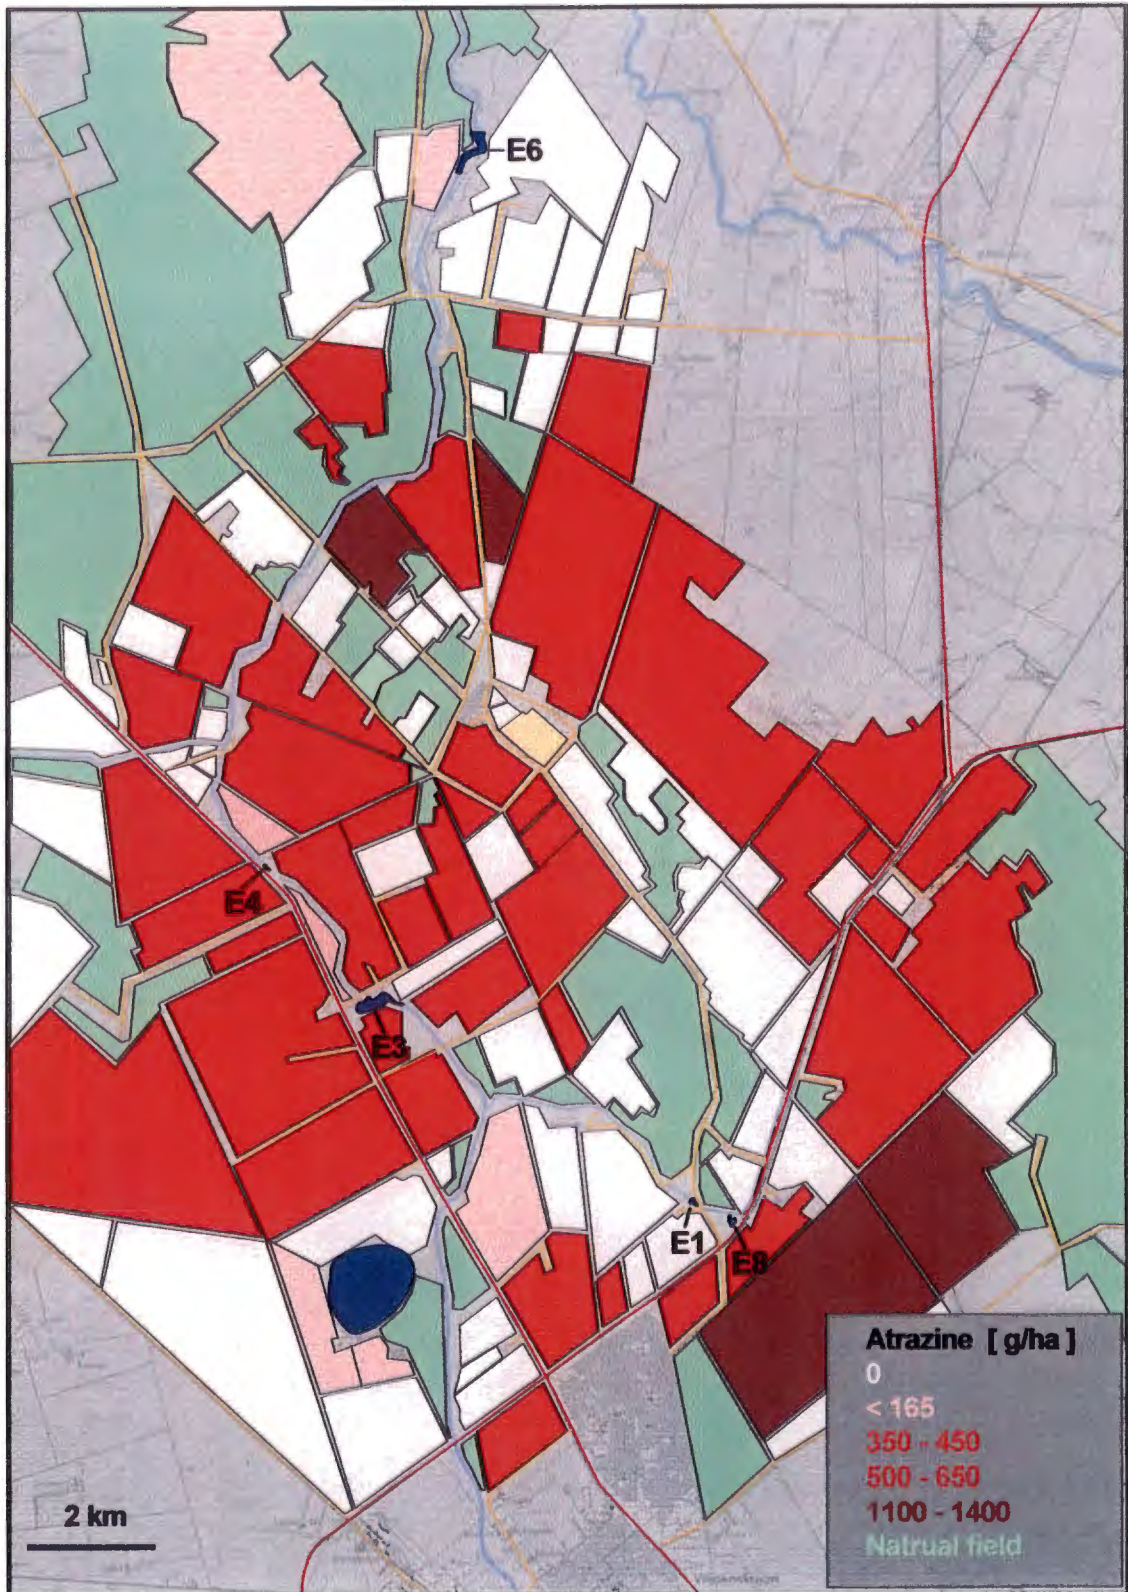 E6
E4
E3
E1
E8
Atrazine [ g/ha ]
0
< 165
350 - 450
500 - 650
1100 - 1400
Natrual field
2 km